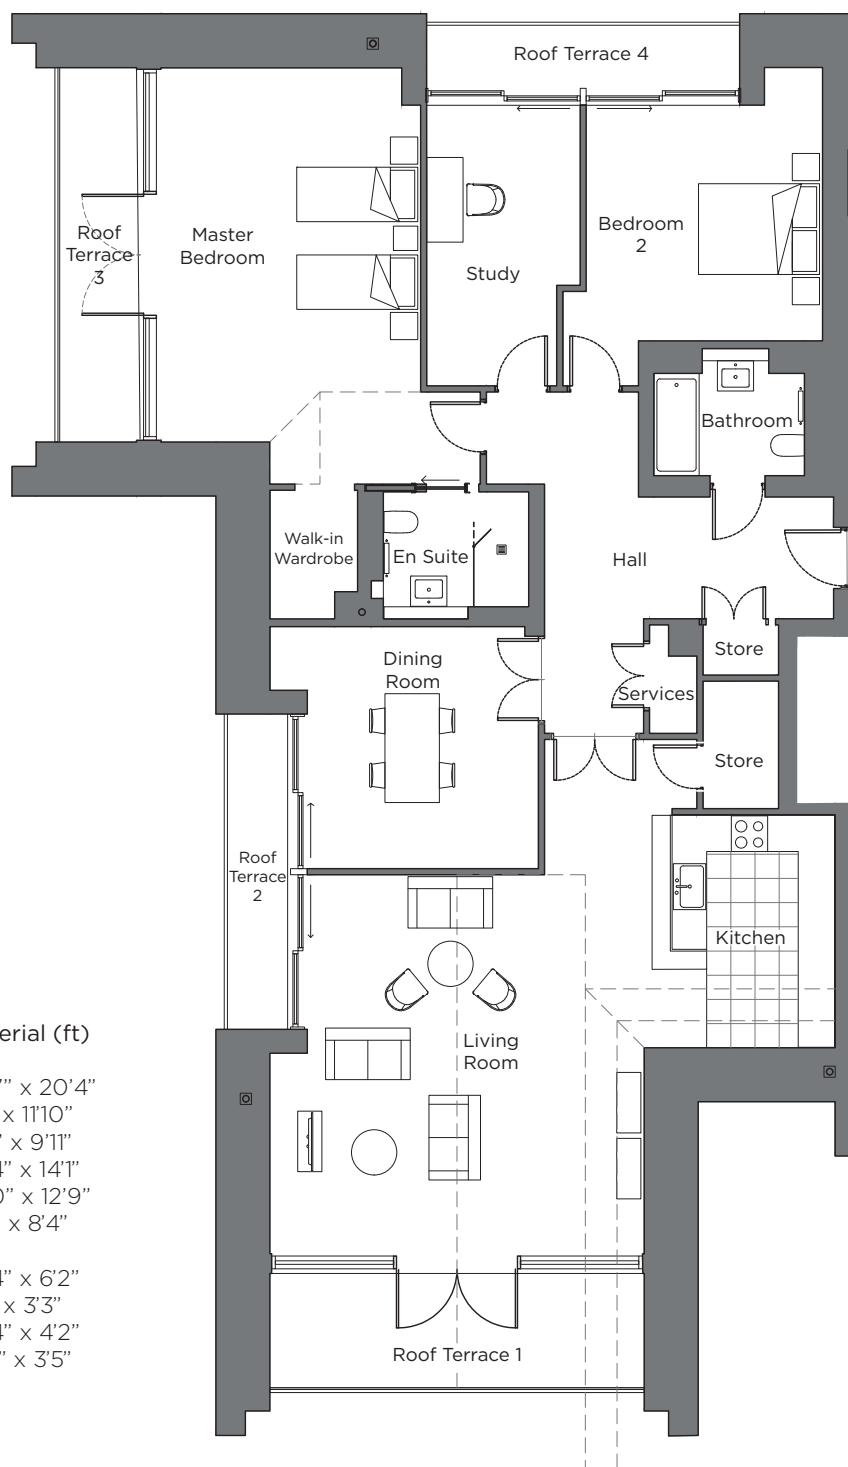 Roof Terrace 4
Roof
Terrace
3
Master
Bedroom
Study
Bedroom
2
Bathroom
Walk-in
Wardrobe
En Suite
Hall
Dining
Room
Store
Services
Store
Roof
Terrace
2
Kitchen
Living
Room
erial (ft)
" x 20'4"
x 11'10"
" x 9'11"
" x 14'1"
" x 12'9"
x 8'4"
" x 6'2"
x 3'3"
" x 4'2"
" x 3'5"
Roof Terrace 1